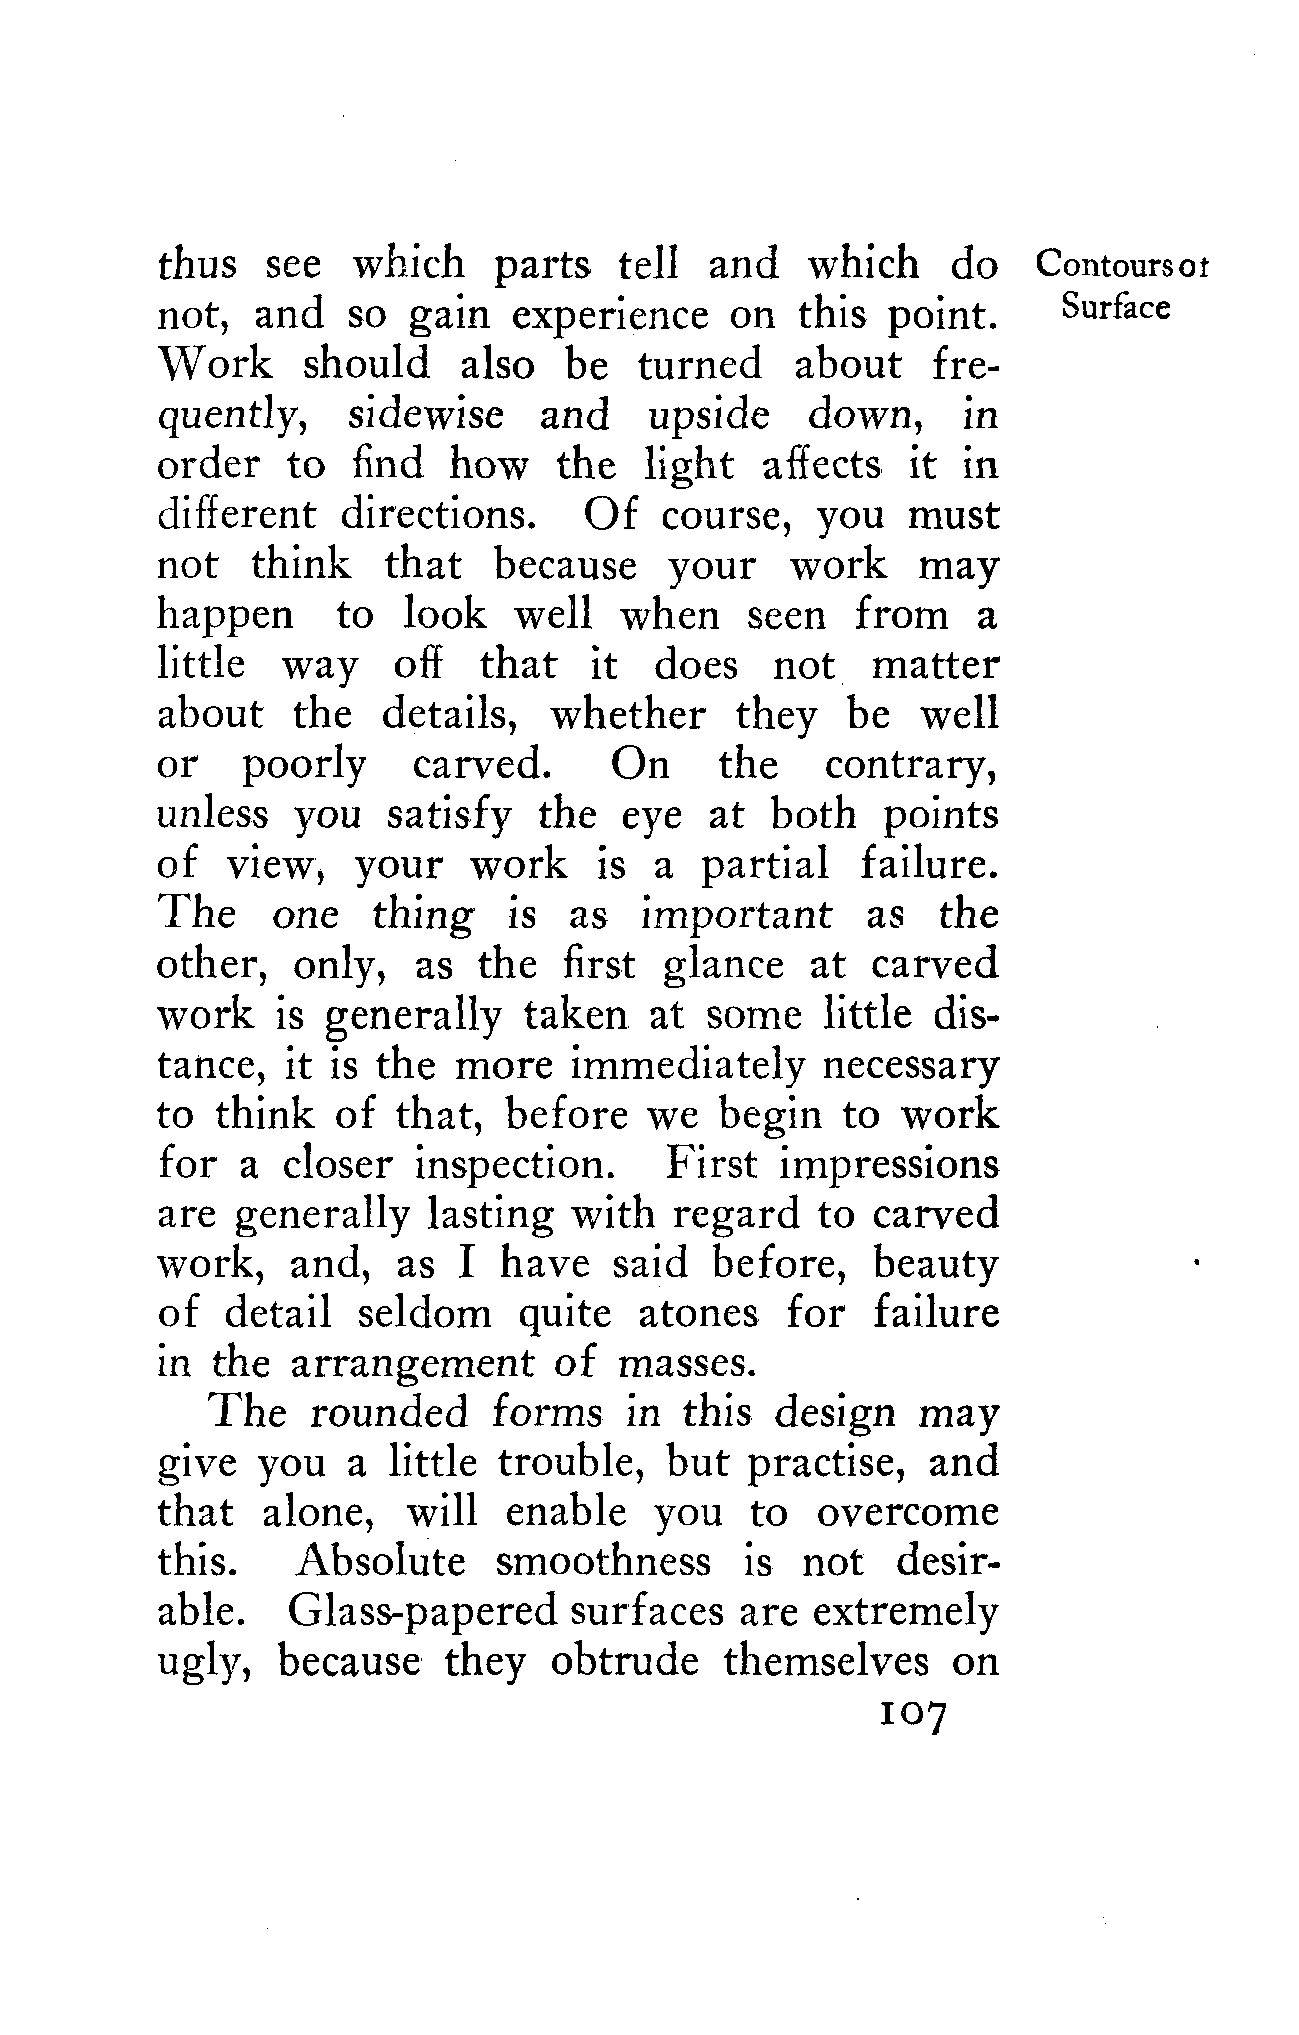 thus see which parts tell and which do
not, and so gain experience on this point.
Work should also be turned about fre-
quently, sidewise and upside down, in
order to find how the light affects it in
different directions. Of course, you must
not think that because your work may
happen to look well when seen from a
little way off that it does not matter
about the details, whether they be well
or poorly carved. On the contrary,
unless you satisfy the eye at both points
of view, your work is a partial failure.
The one thing is as important as the
other, only, as the first glance at carved
work is generally taken at some little dis-
tance, it is the more immediately necessary
to think of that, before we begin to work
for a closer inspection. First impressions
are generally lasting with regard to carved
work, and, as I have said before, beauty
of detail seldom quite atones for failure
in the arrangement of masses.
The rounded forms in this design may
give you a little trouble, but practise, and
that alone, will enable you to overcome
this. Absolute smoothness is not desir-
able. Glass-papered surfaces are extremely
ugly, because they obtrude themselves on
107
Contours of
Surface